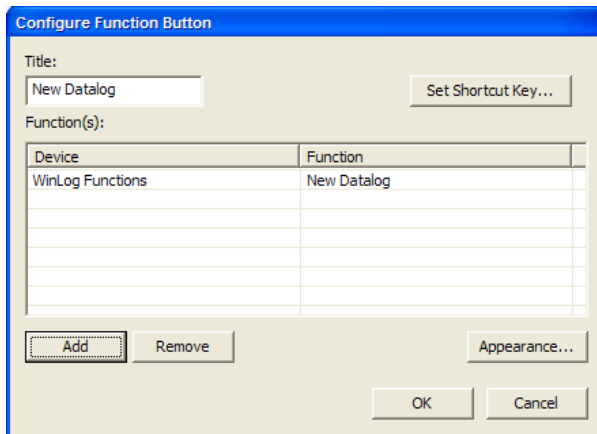 Configure Function Button
Title:
New Datalog
Set Shortcut Key...
Function(s):
Device Function
WinLog Functions New Datalog
Add Remove Appearance...
OK Cancel